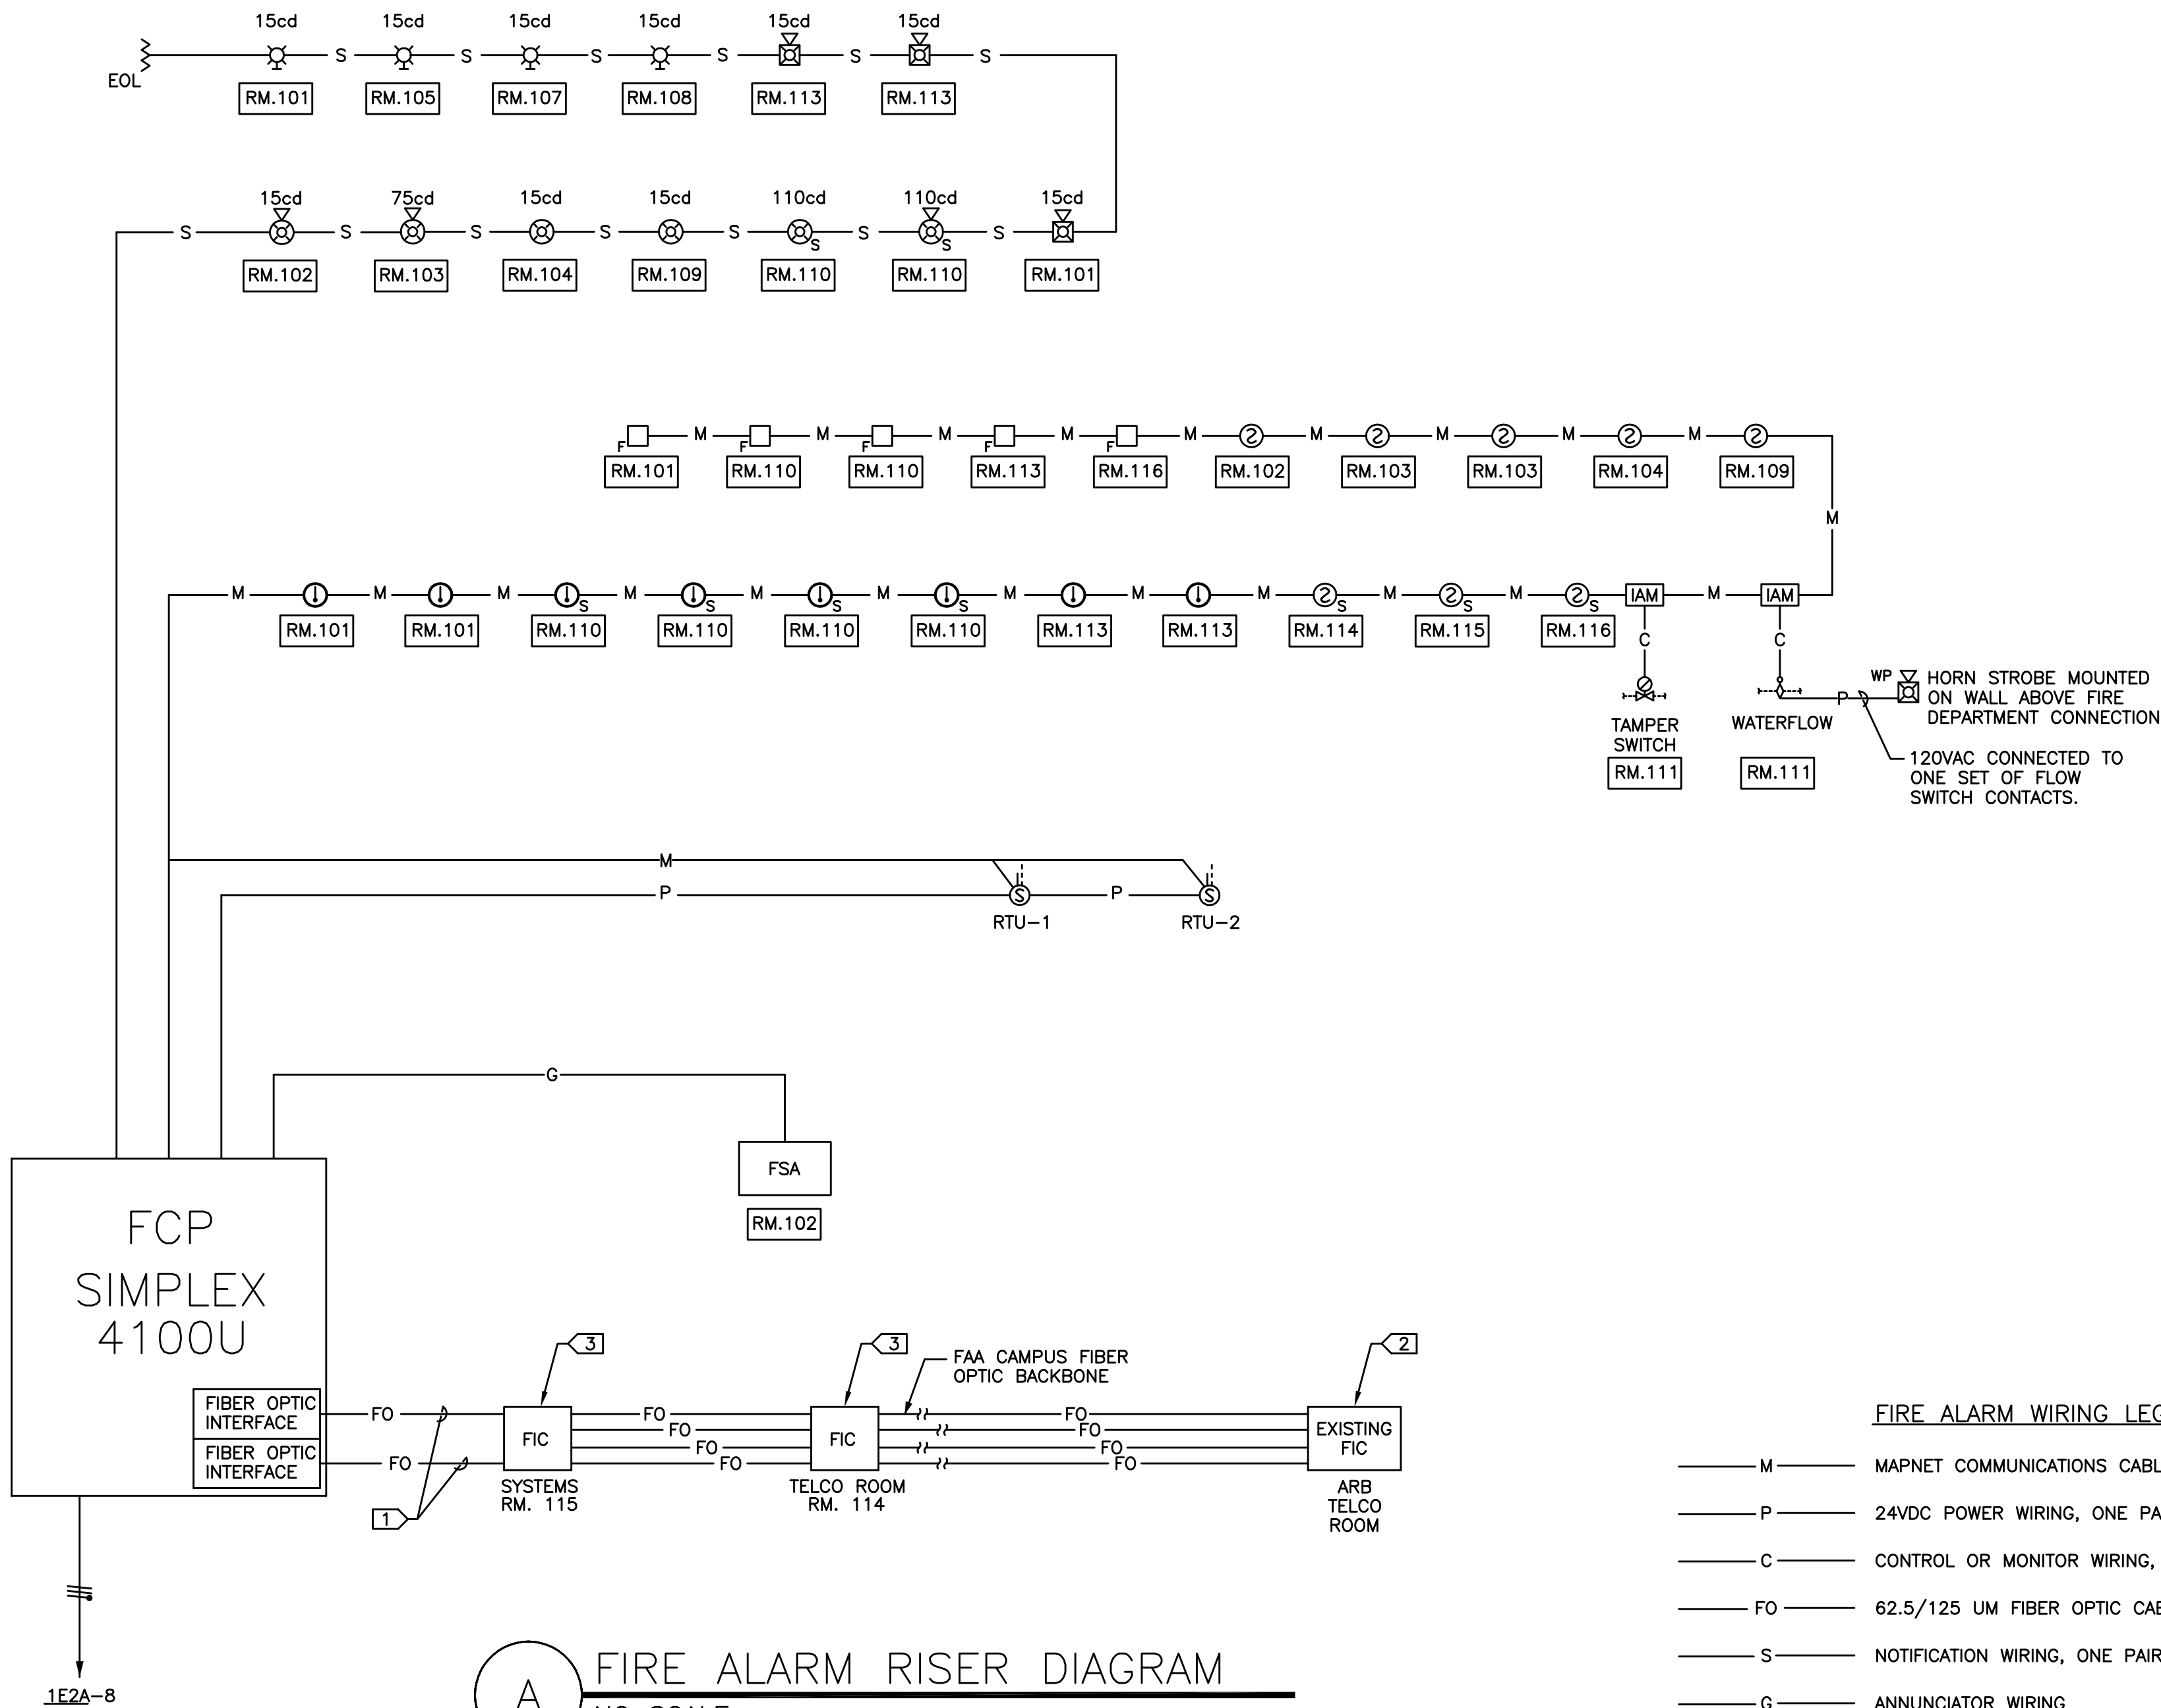 15cd 15cd 15cd 15cd 15cd 15cd
S S S S S S
EOL
RM.101 RM.105 RM.107 RM.108 RM.113 RM.113
15cd 75cd 15cd 15cd 110cd 110cd 15cd
S S S S S S S
S S
RM.102 RM.103 RM.104 RM.109 RM.110 RM.110 RM.101
M M M M M M M M M
F F F F F
RM.101 RM.110 RM.110 RM.113 RM.116 RM.102 RM.103 RM.103 RM.104 RM.109
M
M M M M M M M M M M M IAM M IAM
S S S S S S S
RM.101 RM.101 RM.110 RM.110 RM.110 RM.110 RM.113 RM.113 RM.114 RM.115 RM.116
C C
TAMPER
SWITCH
RM.111
WATERFLOW
RM.111
P
WP
HORN STROBE MOUNTED
ON WALL ABOVE FIRE
DEPARTMENT CONNECTION
120VAC CONNECTED TO
ONE SET OF FLOW
SWITCH CONTACTS.
M
P P
S S
RTU-1 RTU-2
G
FSA
RM.102
FCP
SIMPLEX
4100U
FIBER OPTIC
INTERFACE
FIBER OPTIC
INTERFACE
FO
FO
1
3
FIC
SYSTEMS
RM. 115
FO
FO
FO
FO
3
FIC
TELCO ROOM
RM. 114
FAA CAMPUS FIBER
OPTIC BACKBONE
FO
FO
FO
FO
2
EXISTING
FIC
ARB
TELCO
ROOM
1E2A-8
A
FIRE ALARM RISER DIAGRAM
FIRE ALARM WIRING
M MAPNET COMMUNICATIONS
P 24VDC POWER WIRING, ONE
C CONTROL OR MONITOR WIRING,
FO 62.5/125 UM FIBER OPTIC
S NOTIFICATION WIRING, ONE PAIR
G ANNUNCIATOR WIRING